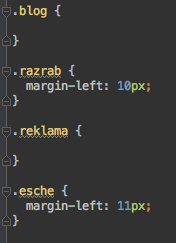 .blog {
}
.razrab {
  margin-left: 10px;
}
.reklama {
}
.esche {
  margin-left: 11px;
}